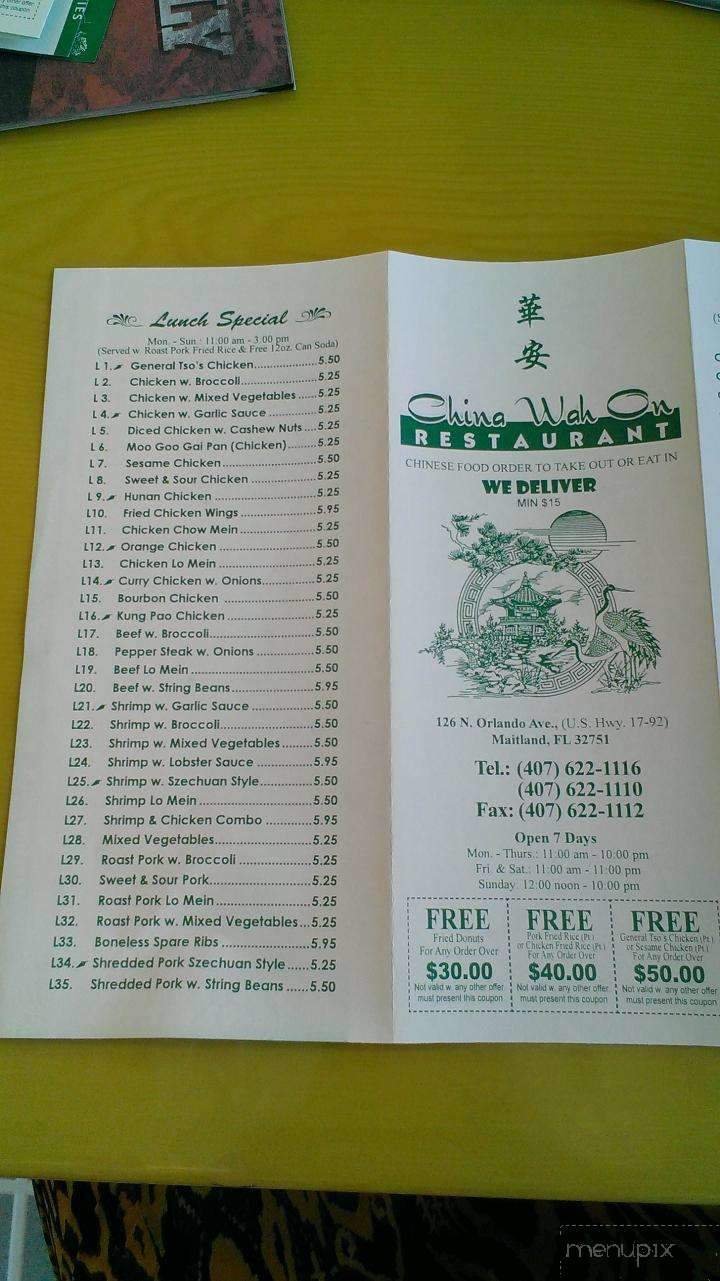 y other offer
this coupon
TIES
LY
Lunch Special
Mon. - Sun.: 11:00 am - 3:00 pm
(Served w. Roast Pork Fried Rice & Free 12oz. Can Soda)
L 1. General Tso's Chicken 5.50
L 2. Chicken w. Broccoli 5.25
L 3. Chicken w. Mixed Vegetables 5.25
L 4. Chicken w. Garlic Sauce 5.25
L 5. Diced Chicken w. Cashew Nuts 5.25
L 6. Moo Goo Gai Pan (Chicken) 5.25
L 7. Sesame Chicken 5.50
L 8. Sweet & Sour Chicken 5.25
L 9. Hunan Chicken 5.25
L10. Fried Chicken Wings 5.95
L11. Chicken Chow Mein 5.25
L12. Orange Chicken 5.50
L13. Chicken Lo Mein 5.25
L14. Curry Chicken w. Onions 5.25
L15. Bourbon Chicken 5.50
L16. Kung Pao Chicken 5.25
L17. Beef w. Broccoli 5.50
L18. Pepper Steak w. Onions 5.50
L19. Beef Lo Mein 5.50
L20. Beef w. String Beans 5.95
L21. Shrimp w. Garlic Sauce 5.50
L22. Shrimp w. Broccoli 5.50
L23. Shrimp w. Mixed Vegetables 5.50
L24. Shrimp w. Lobster Sauce 5.95
L25. Shrimp w. Szechuan Style 5.50
L26. Shrimp Lo Mein 5.50
L27. Shrimp & Chicken Combo 5.95
L28. Mixed Vegetables 5.25
L29. Roast Pork w. Broccoli 5.25
L30. Sweet & Sour Pork 5.25
L31. Roast Pork Lo Mein 5.25
L32. Roast Pork w. Mixed Vegetables 5.25
L33. Boneless Spare Ribs 5.95
L34. Shredded Pork Szechuan Style 5.25
L35. Shredded Pork w. String Beans 5.50
華
安
China Wah On
RESTAURANT
CHINESE FOOD ORDER TO TAKE OUT OR EAT IN
WE DELIVER
MIN $15
126 N. Orlando Ave., (U.S. Hwy. 17-92)
Maitland, FL 32751
Tel.: (407) 622-1116
(407) 622-1110
Fax: (407) 622-1112
Open 7 Days
Mon. - Thurs.: 11:00 am - 10:00 pm
Fri. & Sat.: 11:00 am - 11:00 pm
Sunday: 12:00 noon - 10:00 pm
FREE
Fried Donuts
For Any Order Over
$30.00
Not valid w. any other offer
must present this coupon
FREE
Pork Fried Rice (Pt.)
or Chicken Fried Rice (Pt.)
For Any Order Over
$40.00
Not valid w. any other offer
must present this coupon
FREE
General Tso's Chicken (Pt.)
or Sesame Chicken (Pt.)
For Any Order Over
$50.00
Not valid w. any other offer
must present this coupon
menupix